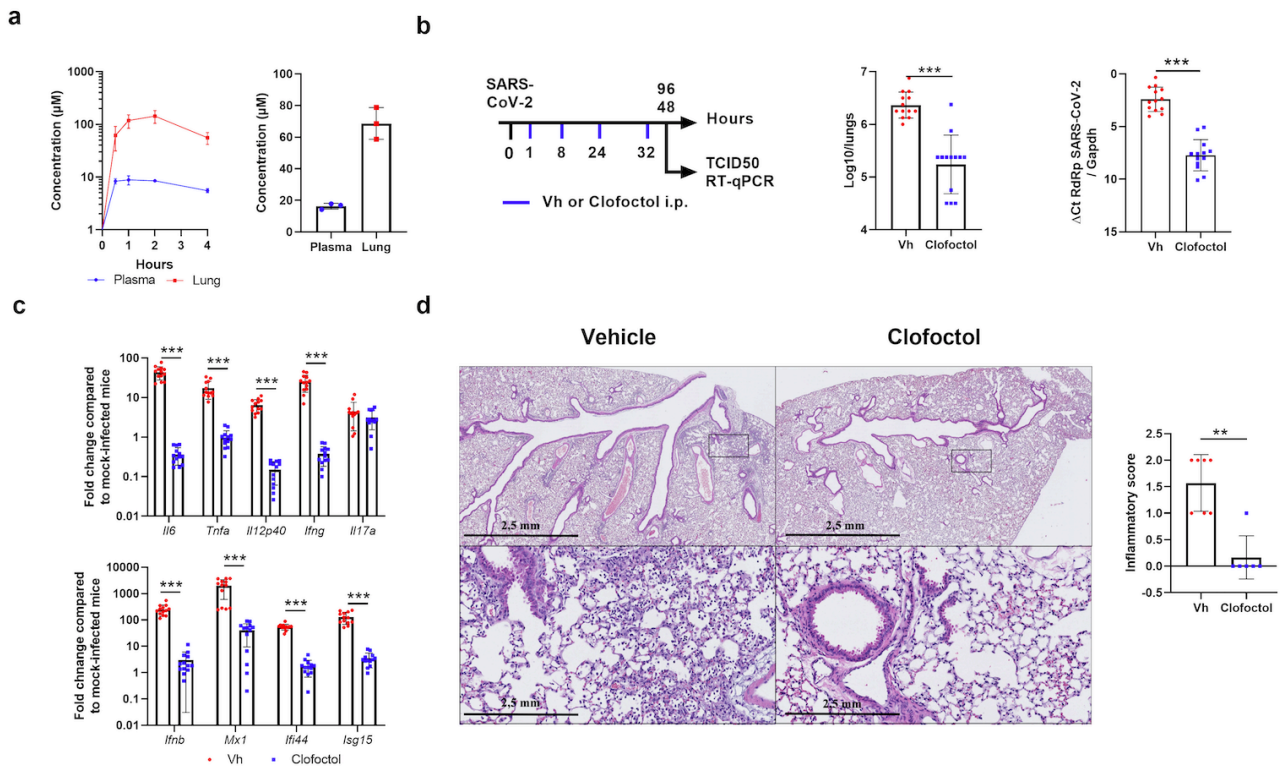 a
Concentration (µM)
1000
100
10
1
0
1
2
3
4
Hours
Plasma
Lung
Concentration (µM)
100
80
60
40
20
0
Plasma
Lung
b
SARS-
CoV-2
96
48
Hours
0
1
8
24
32
TCID50
RT-qPCR
Vh or Clofoctol i.p.
Log10/lungs
7
6
5
4
***
Vh
Clofoctol
ΔCt RdRp SARS-CoV-2
/ Gapdh
0
5
10
15
***
Vh
Clofoctol
c
Fold change compared
to mock-infected mice
100
10
1
0.1
0.01
***
***
***
***
Il6
Tnfa
Il12p40
Ifng
Il17a
Fold chnange compared
to mock-infected mice
10000
1000
100
10
1
0.1
0.01
***
***
***
***
Ifnb
Mx1
Ifi44
Isg15
Vh
Clofoctol
d
Vehicle
Clofoctol
2,5 mm
2,5 mm
2,5 mm
2,5 mm
Inflammatory score
2.5
2.0
1.5
1.0
0.5
0.0
-0.5
**
Vh
Clofoctol